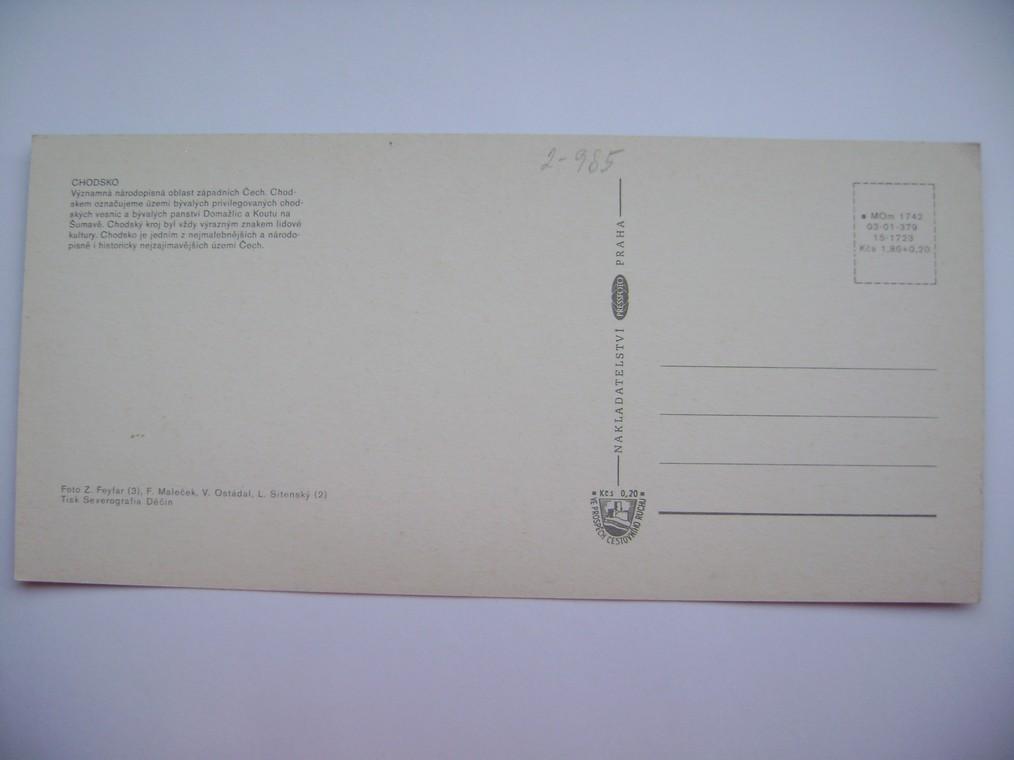 CHODSKO
Významná národopisná oblast západních Čech. Chod-
skem označujeme území bývalých privilegovaných chod-
ských vesnic a bývalých panství Domažlic a Koutu na
Šumavě. Chodský kroj byl vždy výrazným znakem lidové
kultury. Chodsko je jedním z nejmalebnějších a národo-
pisně i historicky nejzajímavějších území Čech.
Foto Z. Feyfar (3), F. Maleček, V. Ostádal, L. Sitenský (2)
Tisk Severografia Děčín
2-985
NAKLADATELSTVÍ PRESSFOTO PRAHA
Kčs 0,20
VE PROSPĚCH CESTOVNÍHO RUCHU
MOm 1742
03-01-379
15-1723
Kčs 1,80+0,20